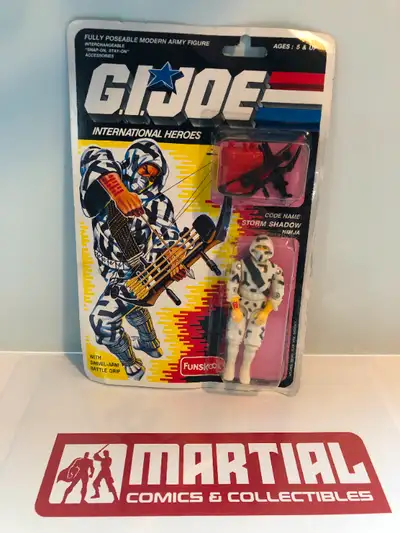 FULLY POSEABLE MODERN ARMY FIGURE
INTERCHANGEABLE
"SNAP-ON, STAY-ON"
ACCESSORIES
AGES: 5 & UP
G.I. JOE
INTERNATIONAL HEROES
CODE NAME
STORM SHADOW
NINJA
WITH
SWIVEL-ARM
BATTLE GRIP
FUNSKOOL
MARTIAL
COMICS & COLLECTIBLES